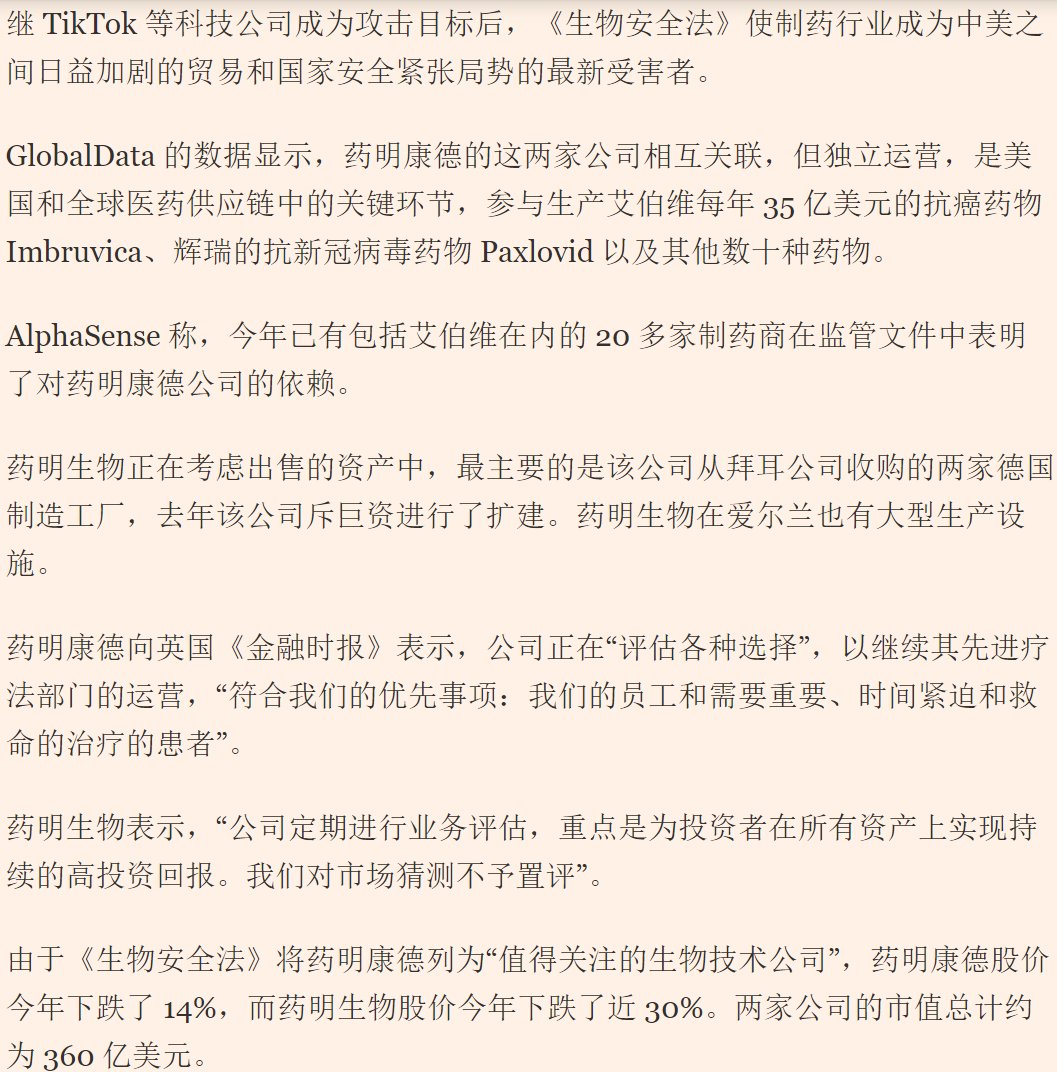 继 TikTok 等科技公司成为攻击目标后，《生物安全法》使制药行业成为中美之
间日益加剧的贸易和国家安全紧张局势的最新受害者。
GlobalData 的数据显示，药明康德的这两家公司相互关联，但独立运营，是美
国和全球医药供应链中的关键环节，参与生产艾伯维每年 35 亿美元的抗癌药物
Imbruvica、辉瑞的抗新冠病毒药物 Paxlovid 以及其他数十种药物。
AlphaSense 称，今年已有包括艾伯维在内的 20 多家制药商在监管文件中表明
了对药明康德公司的依赖。
药明生物正在考虑出售的资产中，最主要的是该公司从拜耳公司收购的两家德国
制造工厂，去年该公司斥巨资进行了扩建。药明生物在爱尔兰也有大型生产设
施。
药明康德向英国《金融时报》表示，公司正在“评估各种选择”，以继续其先进疗
法部门的运营，“符合我们的优先事项：我们的员工和需要重要、时间紧迫和救
命的治疗的患者”。
药明生物表示，“公司定期进行业务评估，重点是为投资者在所有资产上实现持
续的高投资回报。我们对市场猜测不予置评”。
由于《生物安全法》将药明康德列为“值得关注的生物技术公司”，药明康德股价
今年下跌了 14%，而药明生物股价今年下跌了近 30%。两家公司的市值总计约
为 360 亿美元。